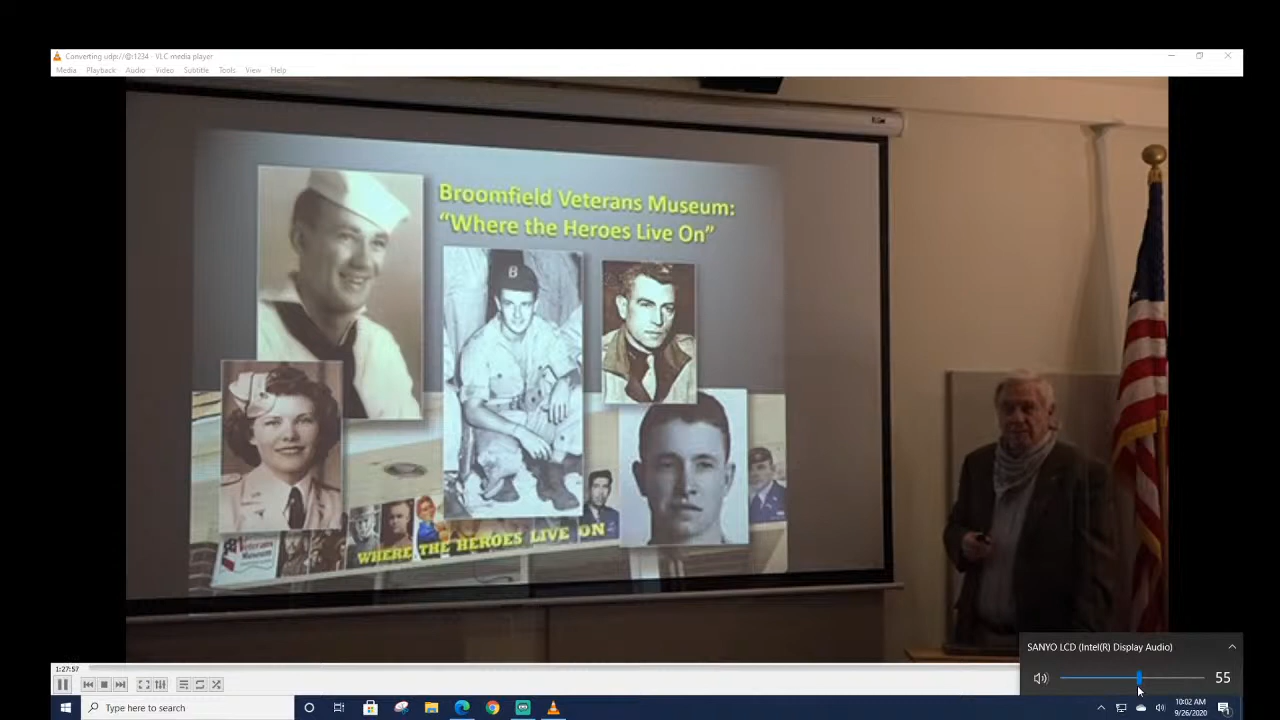 Converting udp://@:1234 - VLC media player
Media Playback Audio Video Subtitle Tools View Help
Broomfield Veterans Museum:
"Where the Heroes Live On"
B
Veterans
Museum
WHERE THE HEROES LIVE ON
SANYO LCD (Intel(R) Display Audio)
1:27:57
55
Type here to search
10:02 AM
9/26/2020